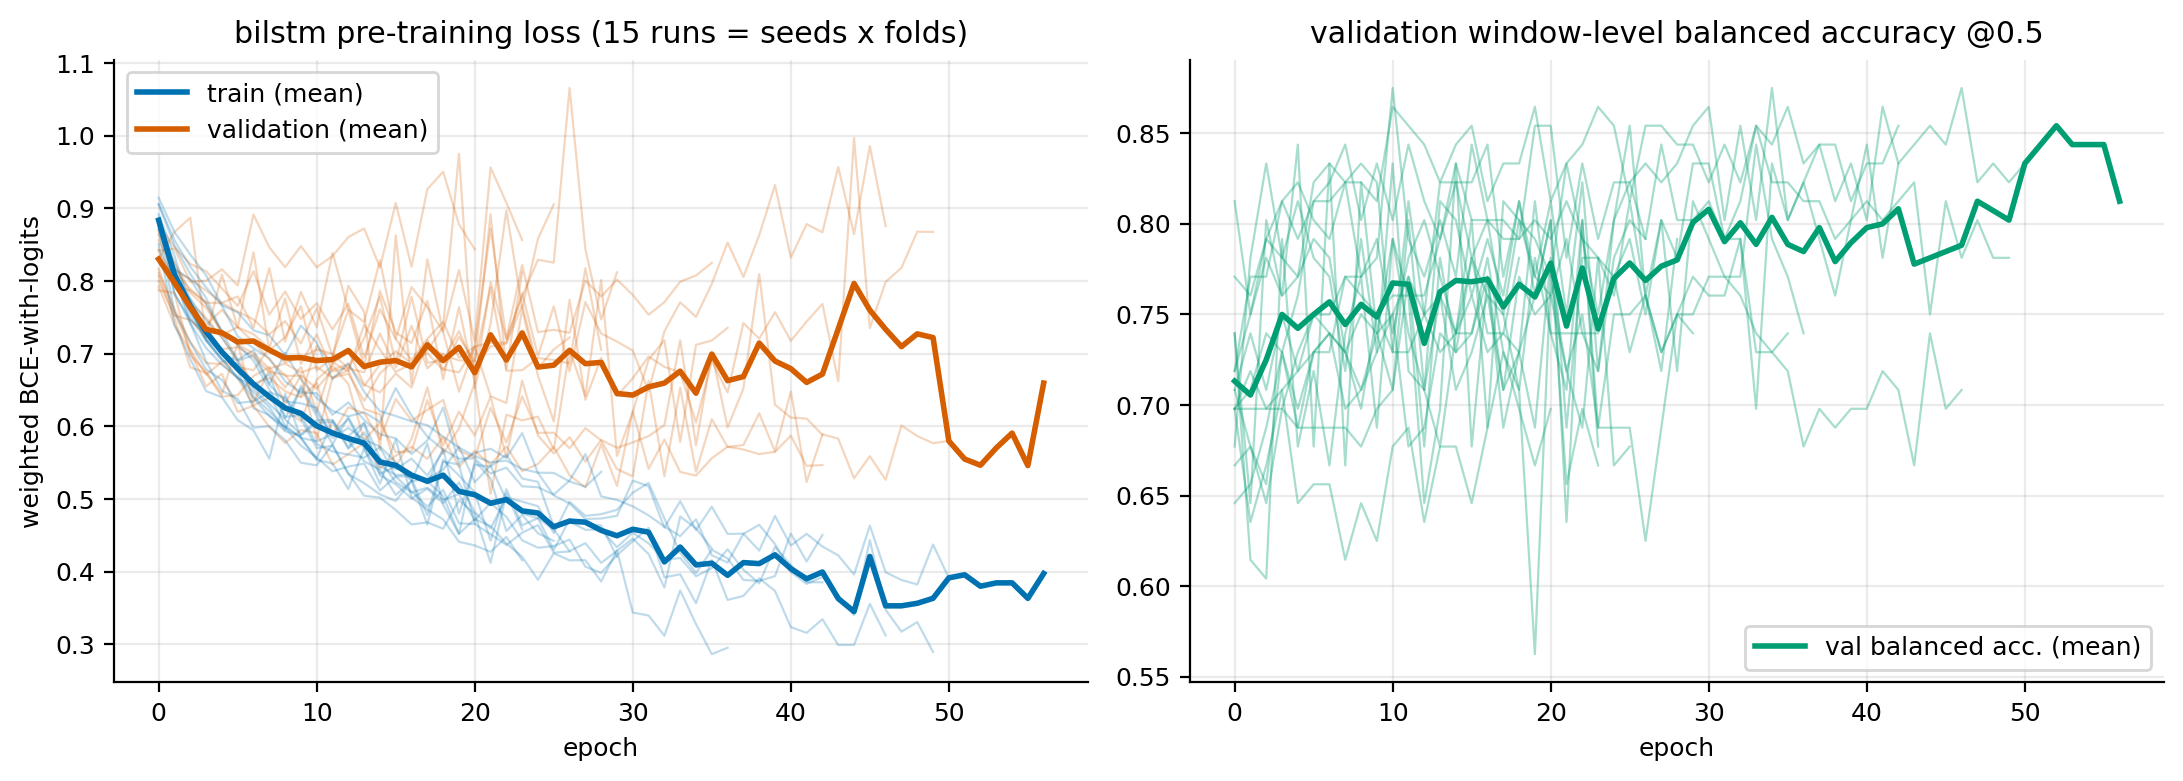 bilstm pre-training loss (15 runs = seeds x folds)
1.1
1.0
0.9
0.8
0.7
0.6
0.5
0.4
0.3
weighted BCE-with-logits
train (mean)
validation (mean)
0 10 20 30 40 50
epoch
validation window-level balanced accuracy @0.5
0.85
0.80
0.75
0.70
0.65
0.60
0.55
val balanced acc. (mean)
0 10 20 30 40 50
epoch